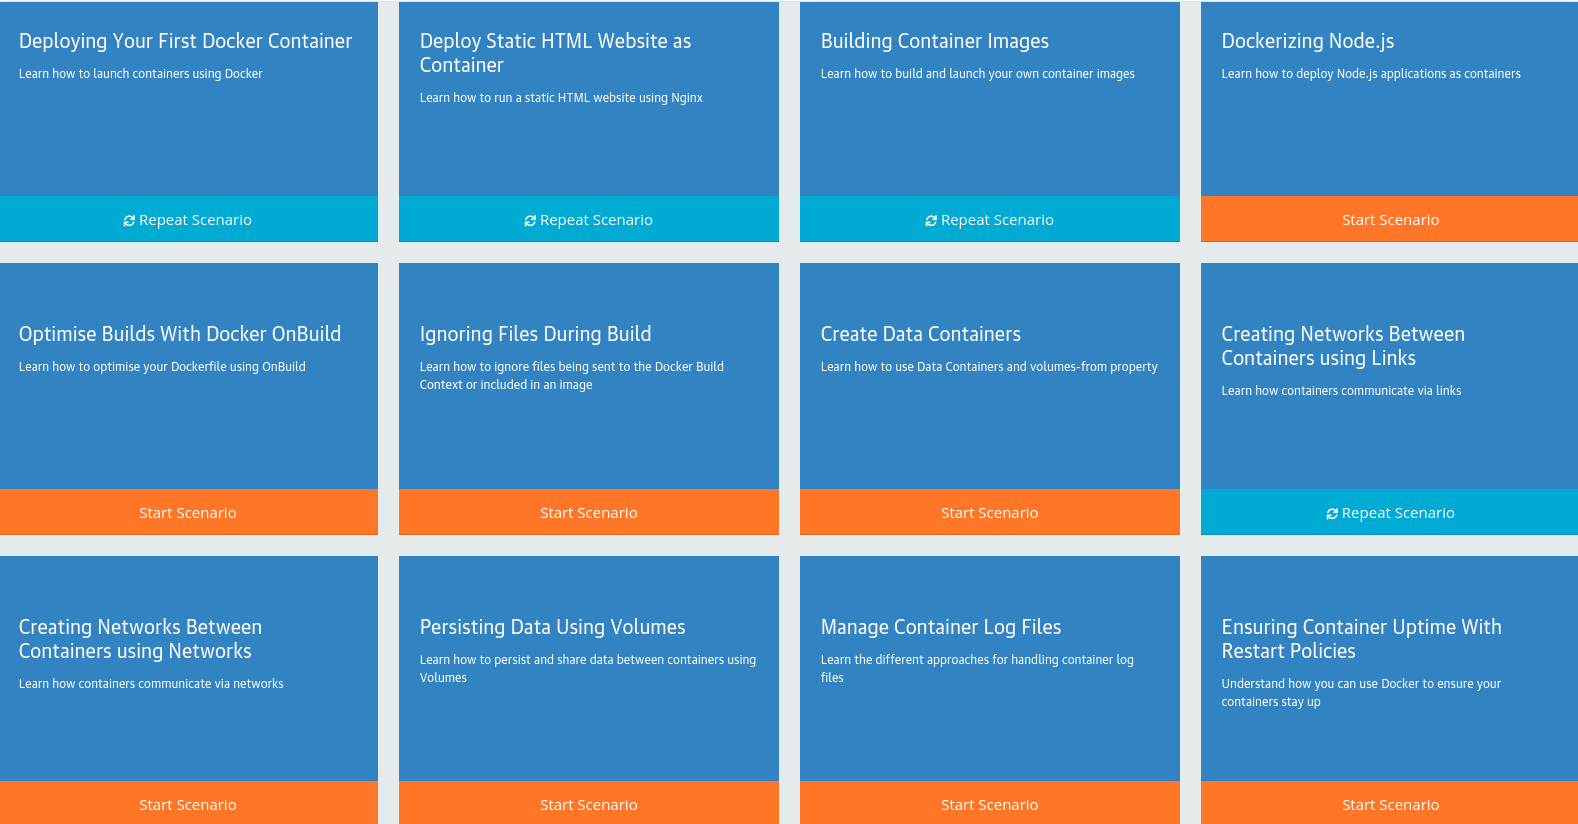 Deploying Your First Docker Container
Learn how to launch containers using Docker
Repeat Scenario
Deploy Static HTML Website as
Container
Learn how to run a static HTML website using Nginx
Repeat Scenario
Building Container Images
Learn how to build and launch your own container images
Repeat Scenario
Dockerizing Node.js
Learn how to deploy Node.js applications as containers
Start Scenario
Optimise Builds With Docker OnBuild
Learn how to optimise your Dockerfile using OnBuild
Start Scenario
Ignoring Files During Build
Learn how to ignore files being sent to the Docker Build
Context or included in an image
Start Scenario
Create Data Containers
Learn how to use Data Containers and volumes-from property
Start Scenario
Creating Networks Between
Containers using Links
Learn how containers communicate via links
Repeat Scenario
Creating Networks Between
Containers using Networks
Learn how containers communicate via networks
Start Scenario
Persisting Data Using Volumes
Learn how to persist and share data between containers using
Volumes
Start Scenario
Manage Container Log Files
Learn the different approaches for handling container log
files
Start Scenario
Ensuring Container Uptime With
Restart Policies
Understand how you can use Docker to ensure your
containers stay up
Start Scenario